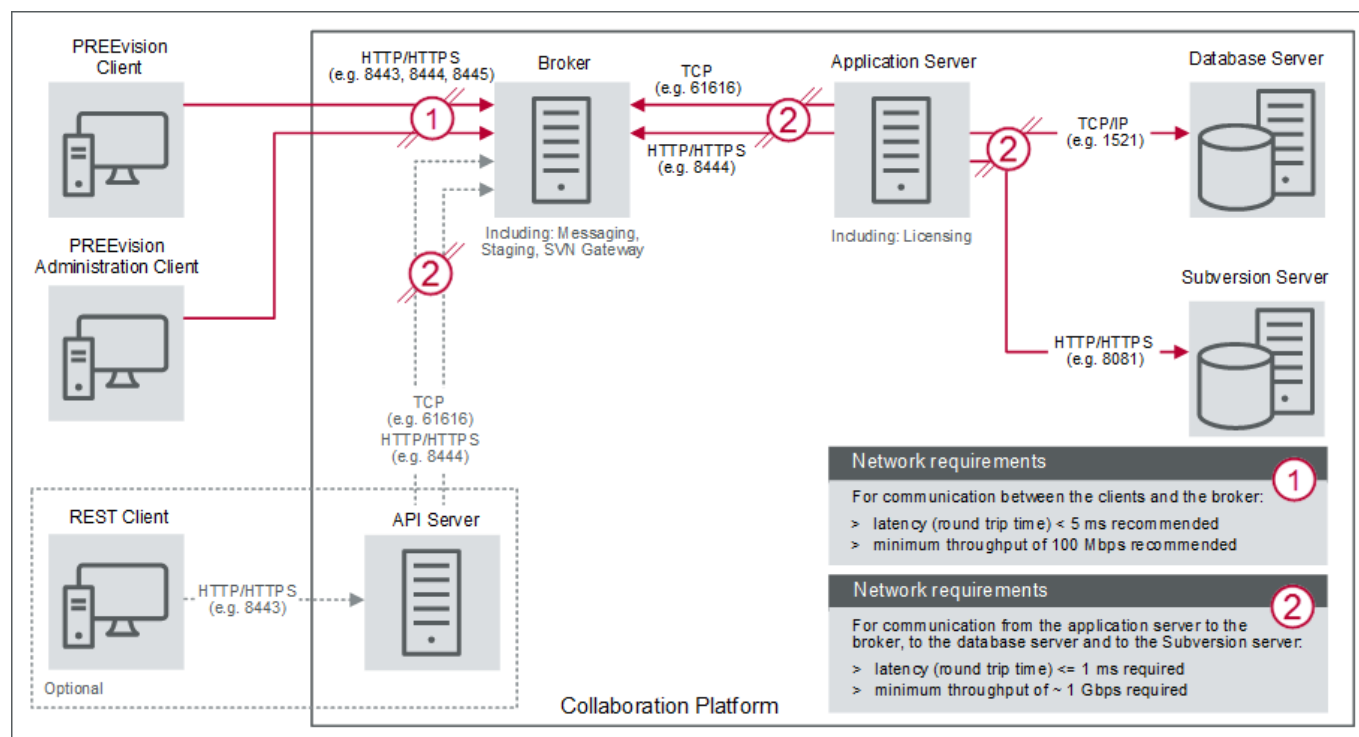 PREEvision
Client
HTTP/HTTPS
(e.g. 8443, 8444, 8445)
1
Broker
Including: Messaging,
Staging, SVN Gateway
TCP
(e.g. 61616)
2
HTTP/HTTPS
(e.g. 8444)
Application Server
Including: Licensing
Database Server
TCP/IP
(e.g. 1521)
2
PREEvision
Administration Client
2
Subversion Server
HTTP/HTTPS
(e.g. 8081)
TCP
(e.g. 61616)
HTTP/HTTPS
(e.g. 8444)
REST Client
HTTP/HTTPS
(e.g. 8443)
API Server
Optional
Network requirements
1
For communication between the clients and the broker:
> latency (round trip time) < 5 ms recommended
> minimum throughput of 100 Mbps recommended
Network requirements
2
For communication from the application server to the
broker, to the database server and to the Subversion server:
> latency (round trip time) <= 1 ms required
> minimum throughput of ~ 1 Gbps required
Collaboration Platform